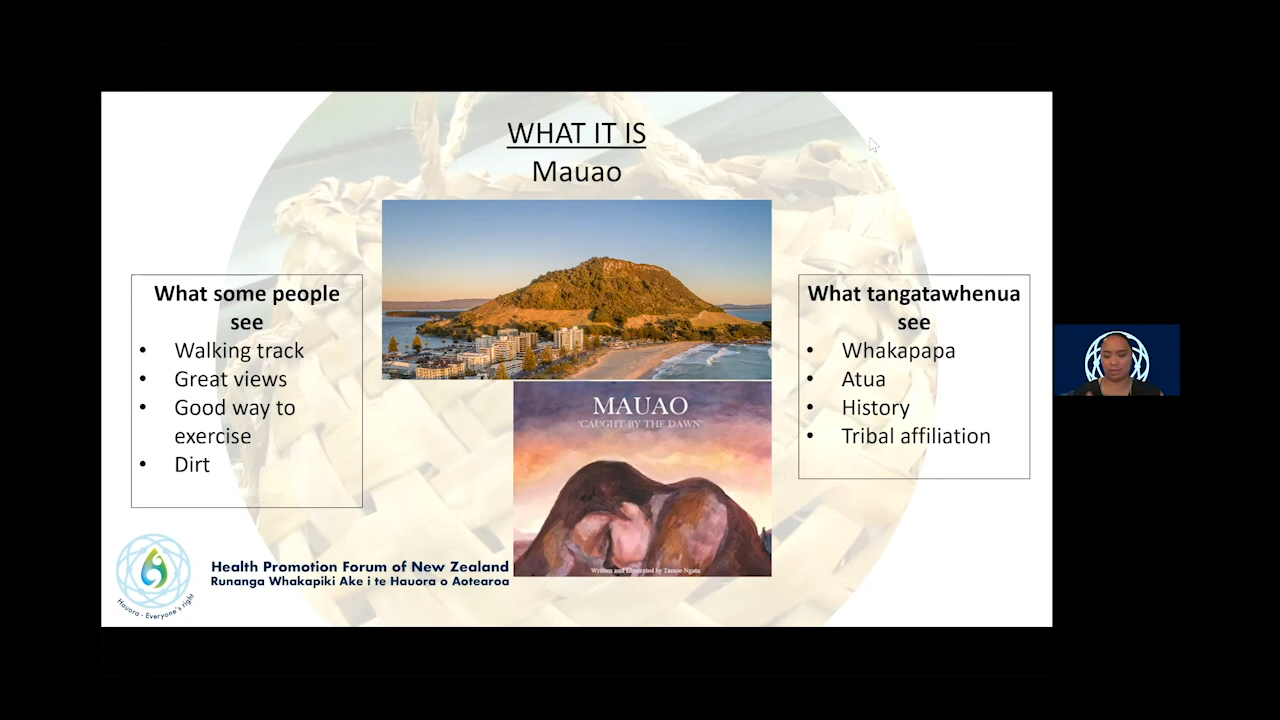 WHAT IT IS
Mauao
What some people
see
• Walking track
• Great views
• Good way to
exercise
• Dirt
MAUAO
'CAUGHT BY THE DAWN'
Written and Illustrated by Tamoe Ngata
What tangatawhenua
see
• Whakapapa
• Atua
• History
• Tribal affiliation
Hauora - Everyone's right
Health Promotion Forum of New Zealand
Runanga Whakapiki Ake i te Hauora o Aotearoa